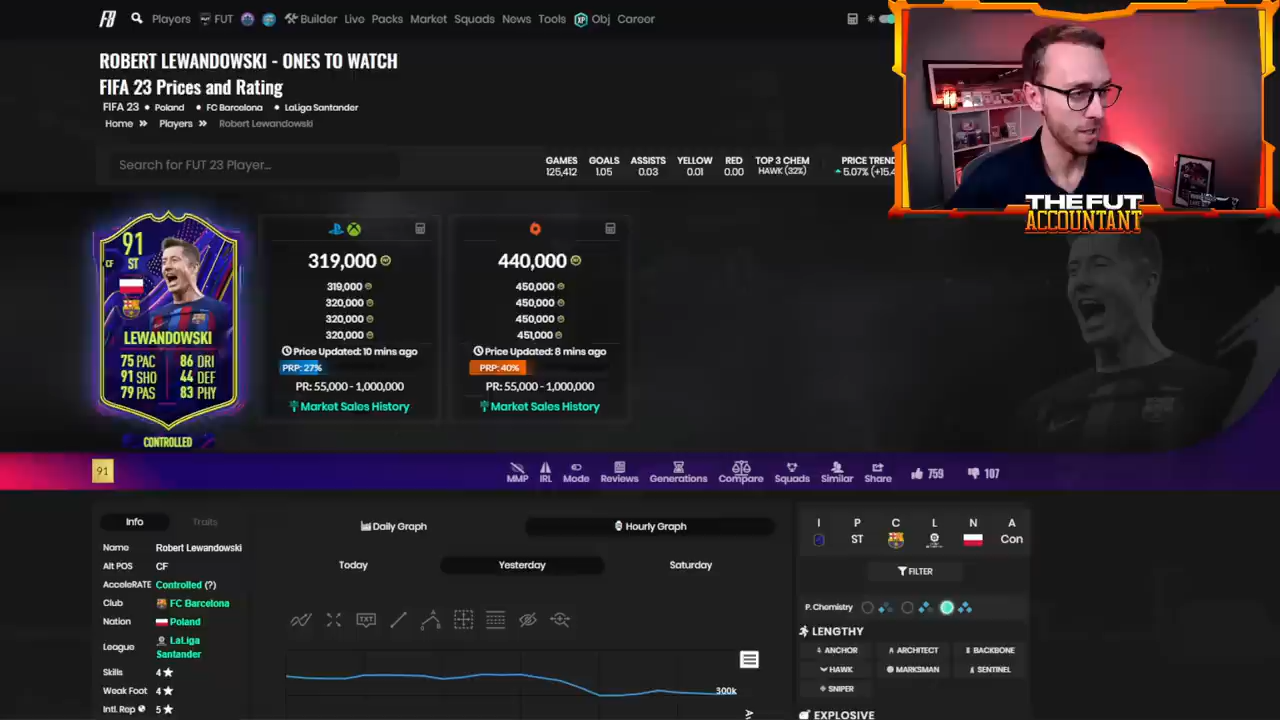 FB Players FUT Builder Live Packs Market Squads News Tools XP Obj Career
ROBERT LEWANDOWSKI - ONES TO WATCH
FIFA 23 Prices and Rating
FIFA 23 • Poland • FC Barcelona • LaLiga Santander
Home » Players » Robert Lewandowski
Search for FUT 23 Player...
GAMES GOALS ASSISTS YELLOW RED TOP 3 CHEM PRICE TREN
125,412 1.05 0.03 0.01 0.00 HAWK (32%) 5.07% (+15.4
THE FUT
ACCOUNTANT
91
CF ST
LEWANDOWSKI
75 PAC 86 DRI
91 SHO 44 DEF
79 PAS 83 PHY
CONTROLLED
319,000
319,000
320,000
320,000
320,000
Price Updated: 10 mins ago
PRP: 27%
PR: 55,000 - 1,000,000
Market Sales History
440,000
450,000
450,000
450,000
451,000
Price Updated: 8 mins ago
PRP: 40%
PR: 55,000 - 1,000,000
Market Sales History
91
MMP IRL Mode Reviews Generations Compare Squads Similar Share 759 107
Info Traits
Name Robert Lewandowski
Alt POS CF
AcceleRATE Controlled (?)
Club FC Barcelona
Nation Poland
League LaLiga
Santander
Skills 4★
Weak Foot 4★
Intl. Rep 5★
Daily Graph Hourly Graph
Today Yesterday Saturday
TXT
300k
I P C L N A
ST Con
FILTER
P. Chemistry
LENGTHY
ANCHOR ARCHITECT BACKBONE
HAWK MARKSMAN SENTINEL
SNIPER
EXPLOSIVE